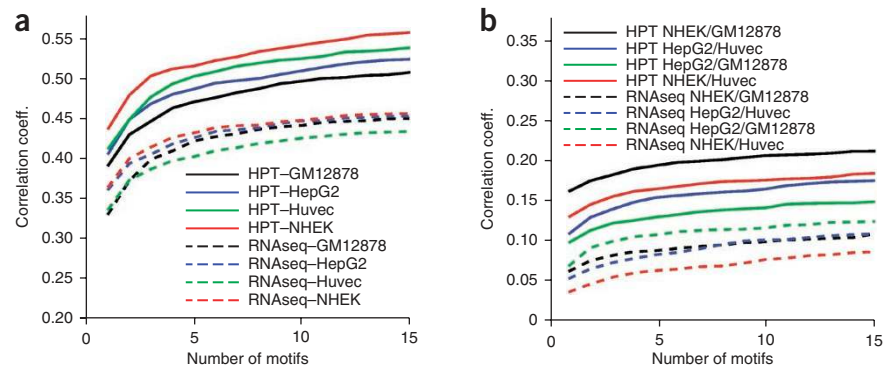 a
Correlation coeff.
0.55
0.50
0.45
0.40
0.35
0.30
0.25
0.20
HPT–GM12878
HPT–HepG2
HPT–Huvec
HPT–NHEK
RNAseq–GM12878
RNAseq–HepG2
RNAseq–Huvec
RNAseq–NHEK
0 5 10 15
Number of motifs
b
Correlation coeff.
0.35
0.30
0.25
0.20
0.15
0.10
0.05
0
HPT NHEK/GM12878
HPT HepG2/Huvec
HPT HepG2/GM12878
HPT NHEK/Huvec
RNAseq NHEK/GM12878
RNAseq HepG2/Huvec
RNAseq HepG2/GM12878
RNAseq NHEK/Huvec
0 5 10 15
Number of motifs